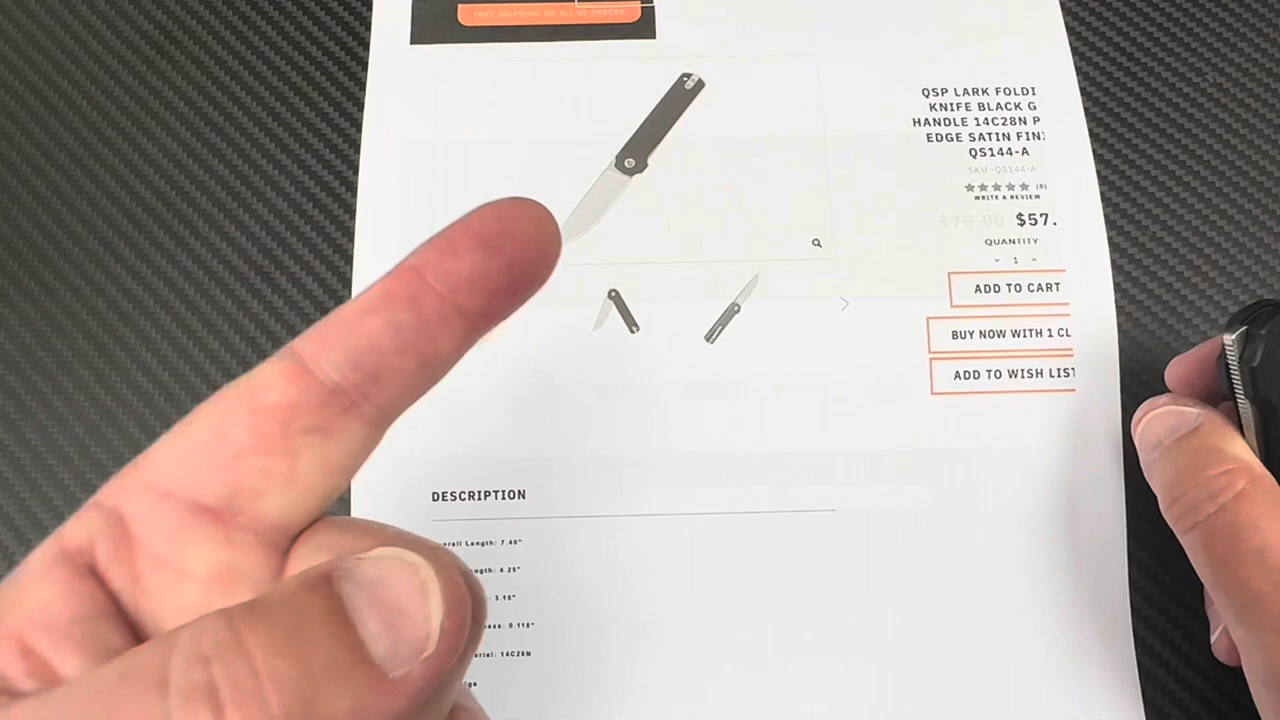 FREE SHIPPING ON ALL US ORDERS
QSP LARK FOLDI
KNIFE BLACK G
HANDLE 14C28N P
EDGE SATIN FIN
QS144-A
SKU -QS144-A
(0)
WRITE A REVIEW
$75.00 $57.
QUANTITY:
1
ADD TO CART
BUY NOW WITH 1 CL
ADD TO WISH LIST
DESCRIPTION
erall Length: 7.40"
ngth: 4.25"
: 3.15"
ess: 0.118"
erial: 14C28N